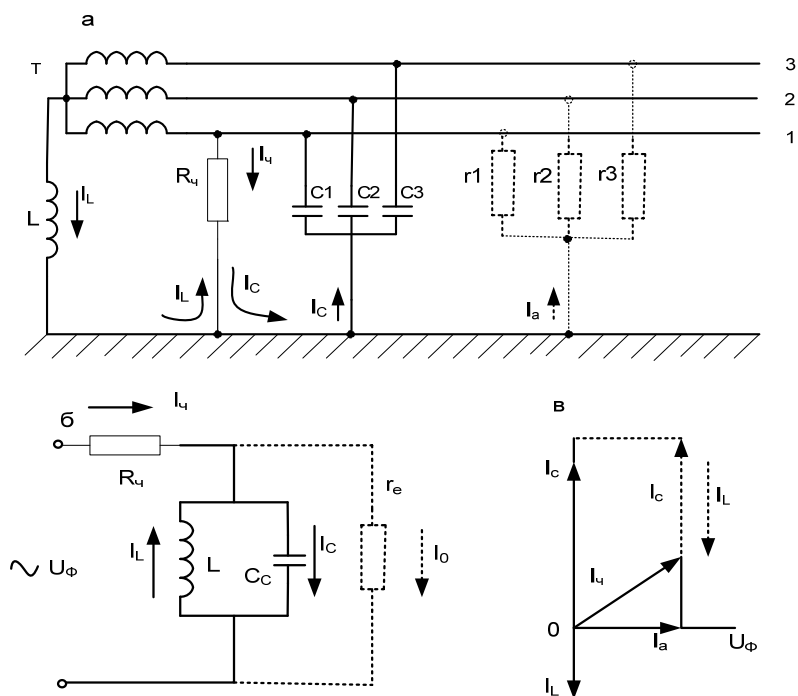 а
T
3
2
1
Rч
Iч
C1
C2
C3
r1
r2
r3
L
IL
IL
IC
IC
Ia
б
Iч
Rч
re
IL
L
CC
IC
I0
UФ
в
Ic
Ic
IL
Iч
0
Ia
UФ
IL